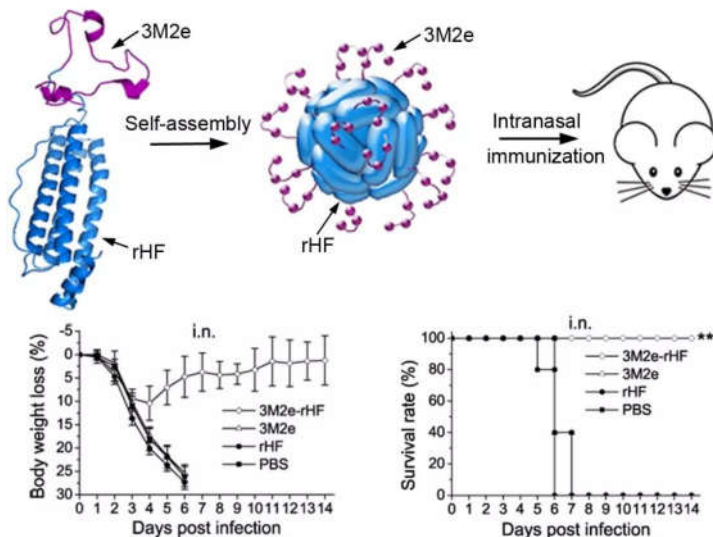 3M2e
3M2e
Self-assembly
Intranasal
immunization
rHF
rHF
i.n.
Body weight loss (%)
-5
0
5
10
15
20
25
30
3M2e-rHF
3M2e
rHF
PBS
0 1 2 3 4 5 6 7 8 9 10 11 12 13 14
Days post infection
i.n.
Survival rate (%)
100
80
60
40
20
0
**
3M2e-rHF
3M2e
rHF
PBS
0 1 2 3 4 5 6 7 8 9 10 11 12 13 14
Days post infection